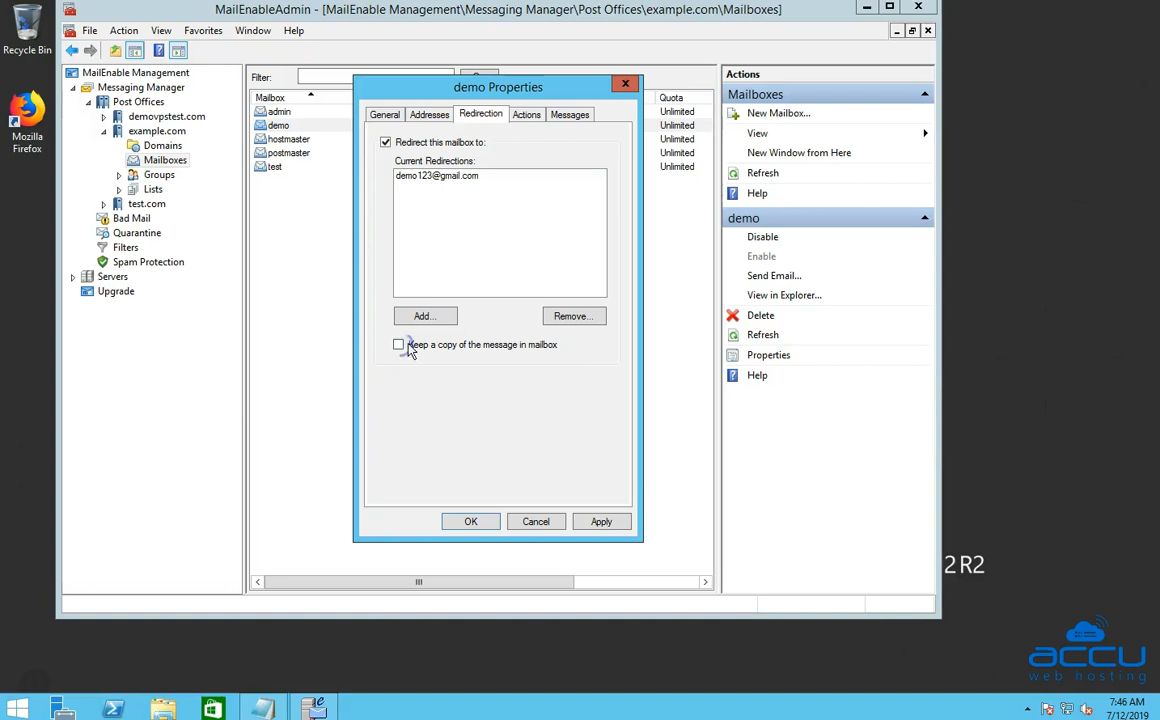 MailEnableAdmin - [MailEnable Management\Messaging Manager\Post Offices\example.com\Mailboxes]
File Action View Favorites Window Help
Recycle Bin
Mozilla
Firefox
MailEnable Management
Messaging Manager
Post Offices
demovpstest.com
example.com
Domains
Mailboxes
Groups
Lists
test.com
Bad Mail
Quarantine
Filters
Spam Protection
Servers
Upgrade
Filter:
Mailbox
Quota
admin
Unlimited
demo
Unlimited
hostmaster
Unlimited
postmaster
Unlimited
test
Unlimited
demo Properties
General Addresses Redirection Actions Messages
Redirect this mailbox to:
Current Redirections:
demo123@gmail.com
Add...
Remove...
Keep a copy of the message in mailbox
OK
Cancel
Apply
Actions
Mailboxes
New Mailbox...
View
New Window from Here
Refresh
Help
demo
Disable
Enable
Send Email...
View in Explorer...
Delete
Refresh
Properties
Help
2 R2
accu
web hosting
7:46 AM
7/12/2019